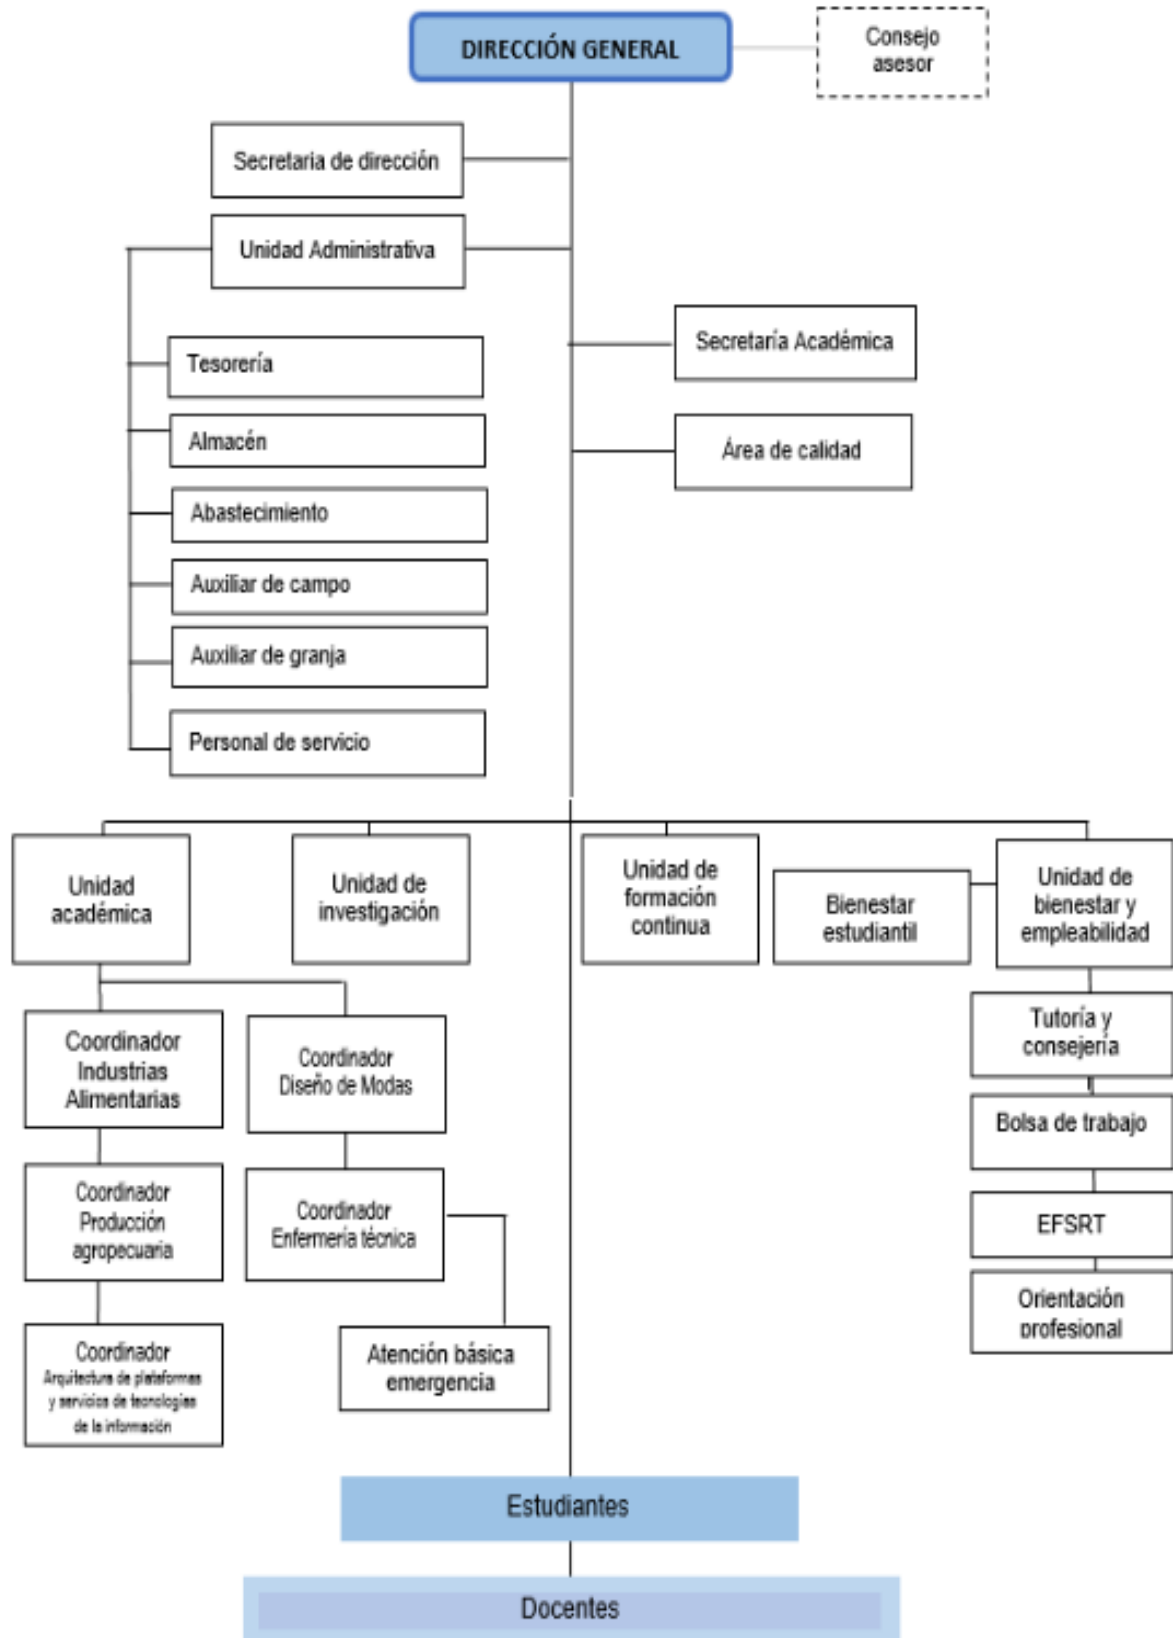 DIRECCIÓN GENERAL
Consejo
asesor
Secretaria de dirección
Unidad Administrativa
Secretaría Académica
Tesorería
Almacén
Área de calidad
Abastecimiento
Auxiliar de campo
Auxiliar de granja
Personal de servicio
Unidad
académica
Unidad de
investigación
Unidad de
formación
continua
Bienestar
estudiantil
Unidad de
bienestar y
empleabilidad
Coordinador
Industrias
Alimentarias
Coordinador
Diseño de Modas
Tutoría y
consejería
Bolsa de trabajo
Coordinador
Producción
agropecuaria
Coordinador
Enfermería técnica
EFSRT
Orientación
profesional
Coordinador
Arquitectura de plataformas
y servicios de tecnologías
de la información
Atención básica
emergencia
Estudiantes
Docentes